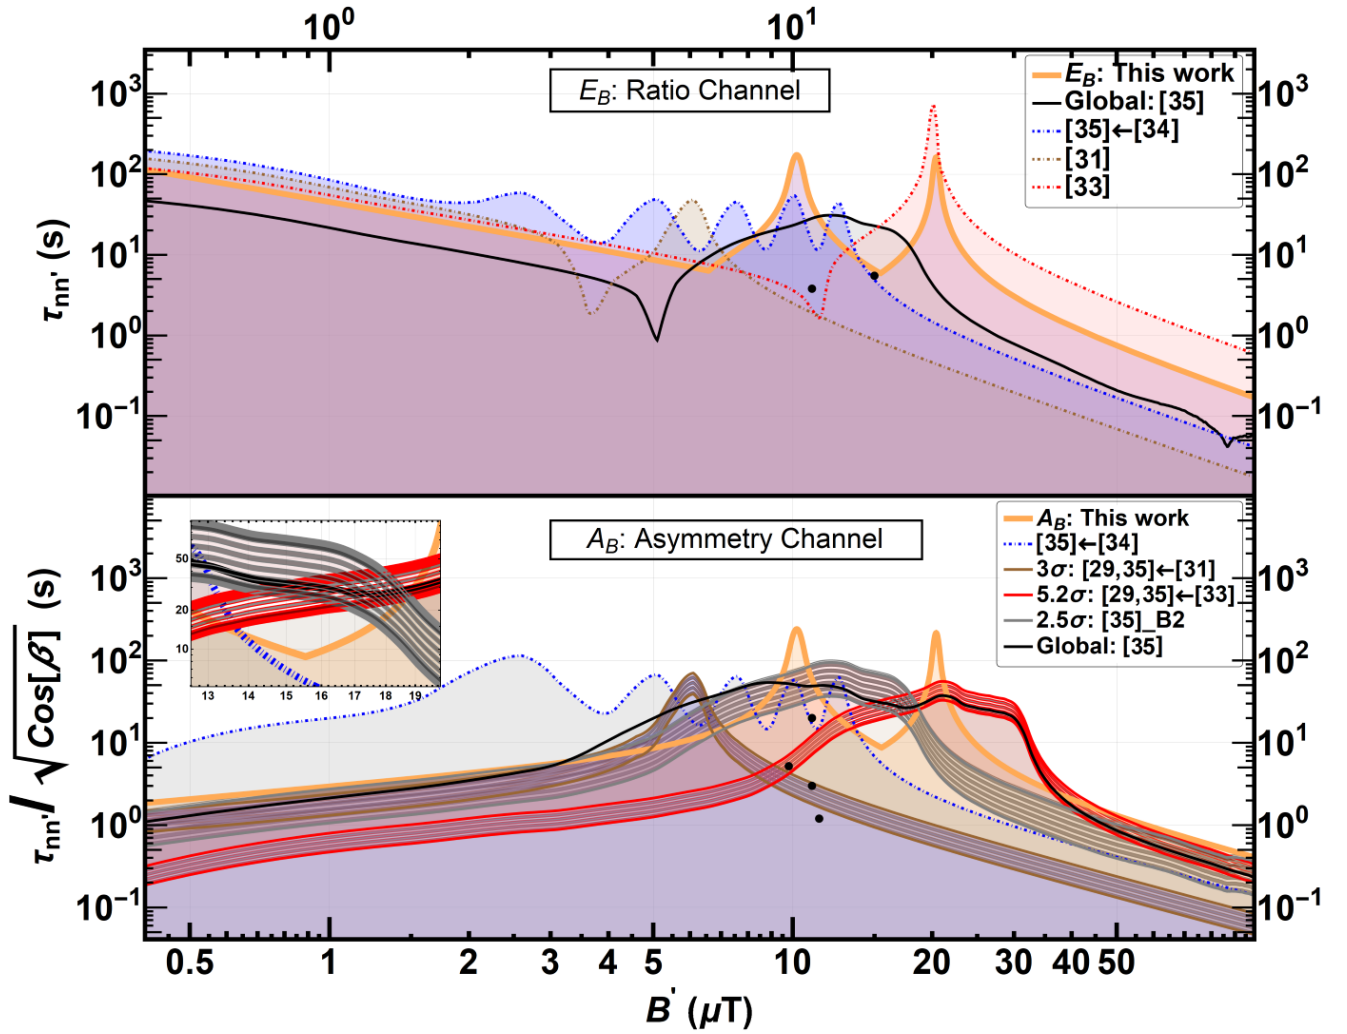 10⁰ 10¹
E_B: Ratio Channel
E_B: This work
Global: [35]
[35]←[34]
[31]
[33]
10³ 10³
10² 10²
10¹ 10¹
10⁰ 10⁰
10⁻¹ 10⁻¹
τnn' (s)
A_B: Asymmetry Channel
A_B: This work
[35]←[34]
3σ: [29,35]←[31]
5.2σ: [29,35]←[33]
2.5σ: [35]_B2
Global: [35]
50
20
10
13 14 15 16 17 18 19
10³ 10³
10² 10²
10¹ 10¹
10⁰ 10⁰
10⁻¹ 10⁻¹
τnn'/√Cos[β] (s)
0.5 1 2 3 4 5 10 20 30 40 50
B' (μT)